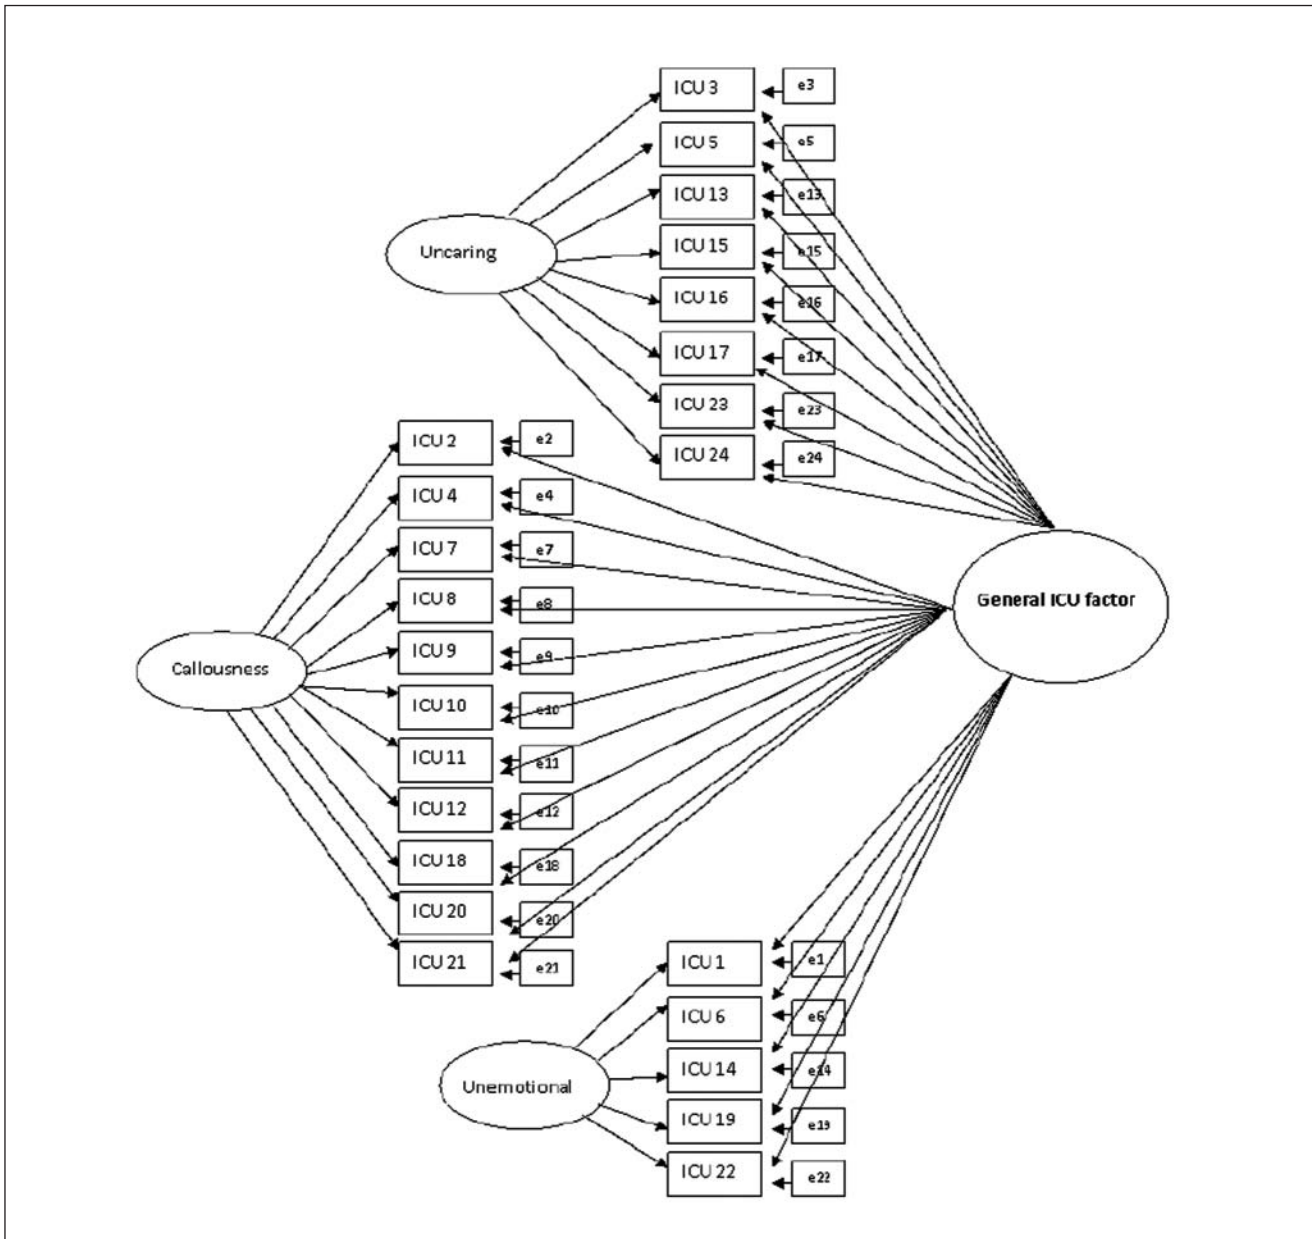 ICU 3
e3
ICU 5
e5
ICU 13
e13
Uncaring
ICU 15
e15
ICU 16
e16
ICU 17
e17
ICU 23
e23
ICU 24
e24
ICU 2
e2
ICU 4
e4
ICU 7
e7
ICU 8
e8
General ICU factor
ICU 9
e9
Callousness
ICU 10
e10
ICU 11
e11
ICU 12
e12
ICU 18
e18
ICU 20
e20
ICU 21
e21
ICU 1
e1
ICU 6
e6
ICU 14
e14
Unemotional
ICU 19
e19
ICU 22
e22